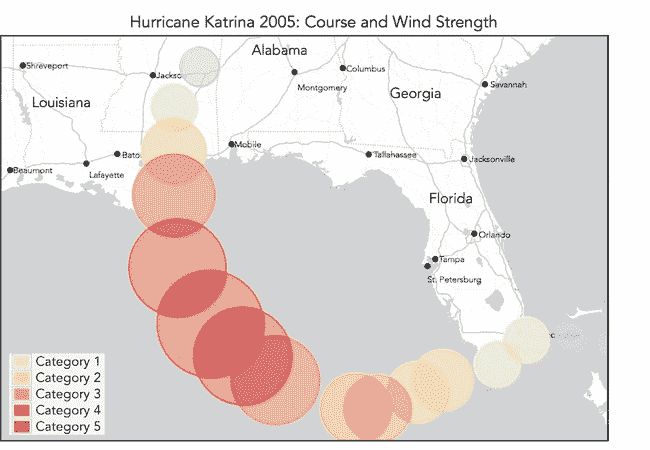 Hurricane Katrina 2005: Course and Wind Strength
Alabama
Shreveport
Jackso
Columbus
Montgomery
Louisiana
Georgia
Savannah
Mobile
Bato
Tallahassee
Jacksonville
Beaumont
Lafayette
Florida
Orlando
Tampa
St. Petersburg
c
Category 1
Category 2
Category 3
Category 4
Category 5